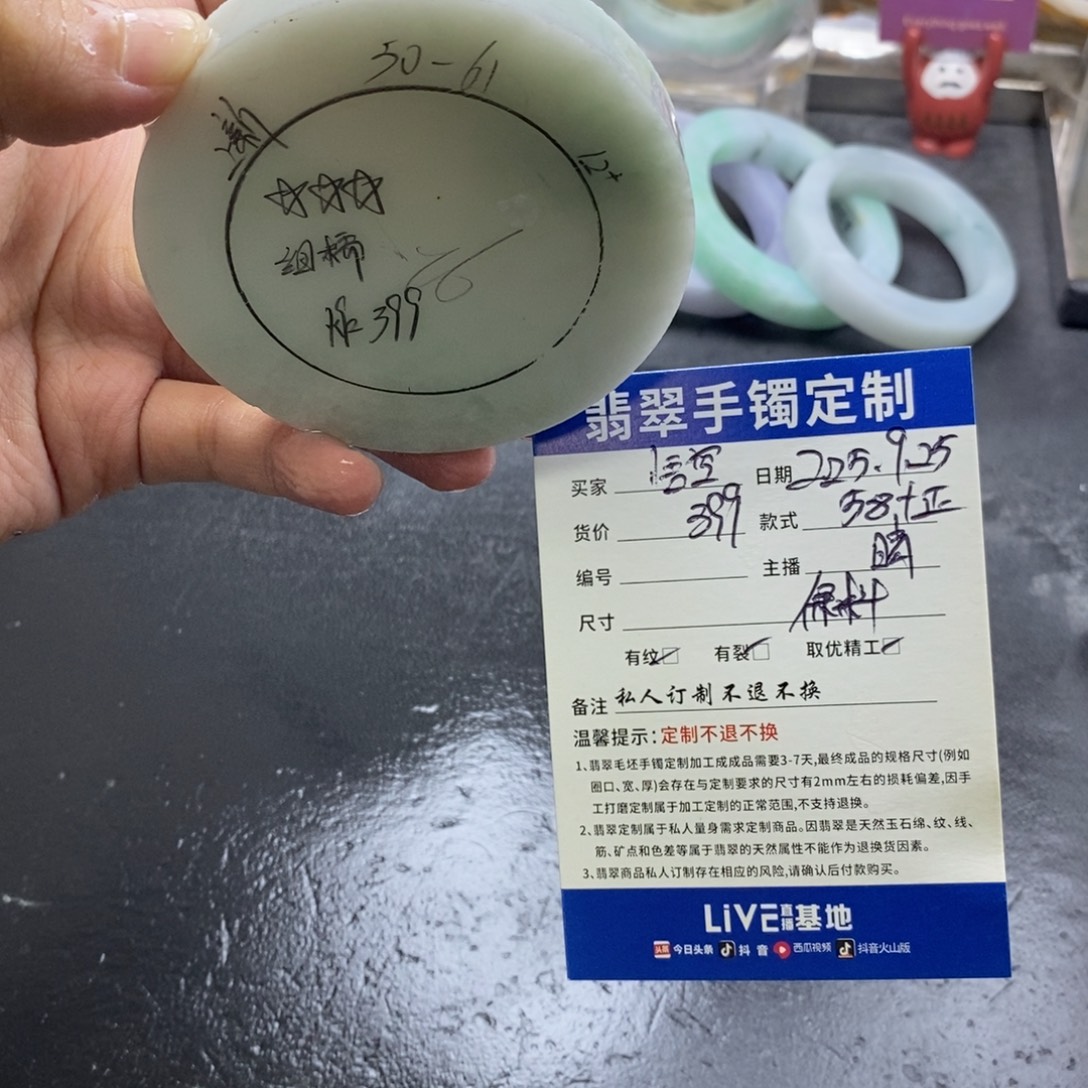 50-61
12+
☆☆☆
399
翡翠手镯定制
买家 悟空 日期 2025.9.25
货价 399 款式 58+正
编号 主播
尺寸 保料
有纹 有裂 取优精工
备注 私人订制不退不换
温馨提示:定制不退不换
1、翡翠毛坯手镯定制加工成成品需要3-7天,最终成品的规格尺寸(例如
圈口、宽、厚)会存在与定制要求的尺寸有2mm左右的损耗偏差,因手
工打磨定制属于加工定制的正常范围,不支持退换。
2、翡翠定制属于私人量身需求定制商品。因翡翠是天然玉石绵、纹、线、
筋、矿点和色差等属于翡翠的天然属性不能作为退换货因素。
3、翡翠商品私人订制存在相应的风险,请确认后付款购买。
LiVE直播基地
头条 今日头条 抖音 西瓜视频 抖音火山版